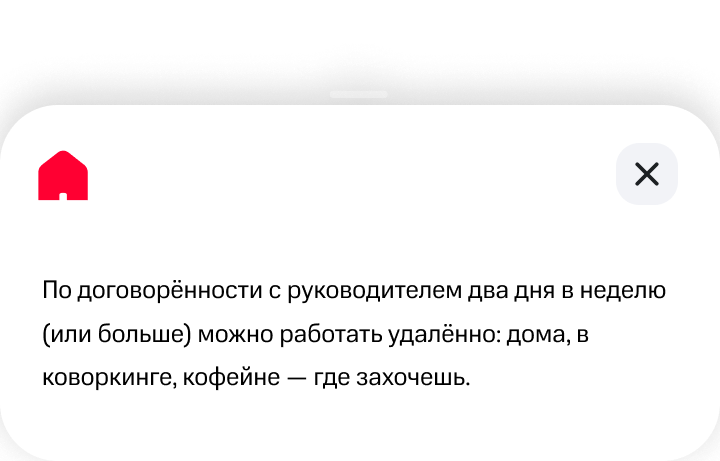 По договорённости с руководителем два дня в неделю
(или больше) можно работать удалённо: дома, в
коворкинге, кофейне — где захочешь.